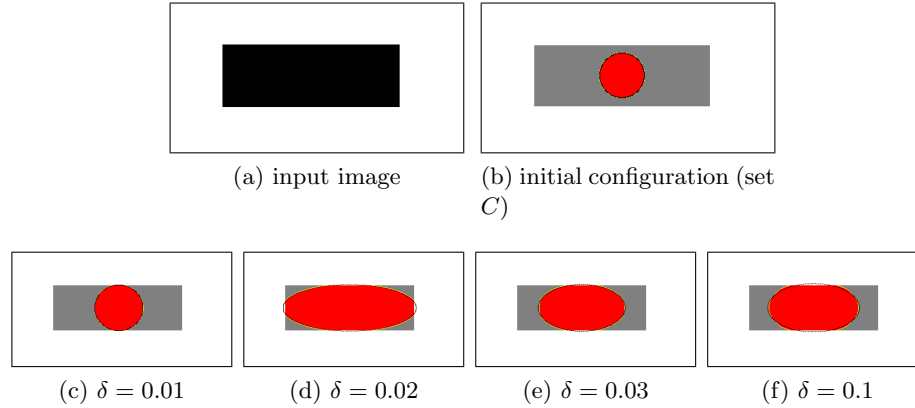 (a) input image
(b) initial configuration (set
C)
(c) δ = 0.01
(d) δ = 0.02
(e) δ = 0.03
(f) δ = 0.1